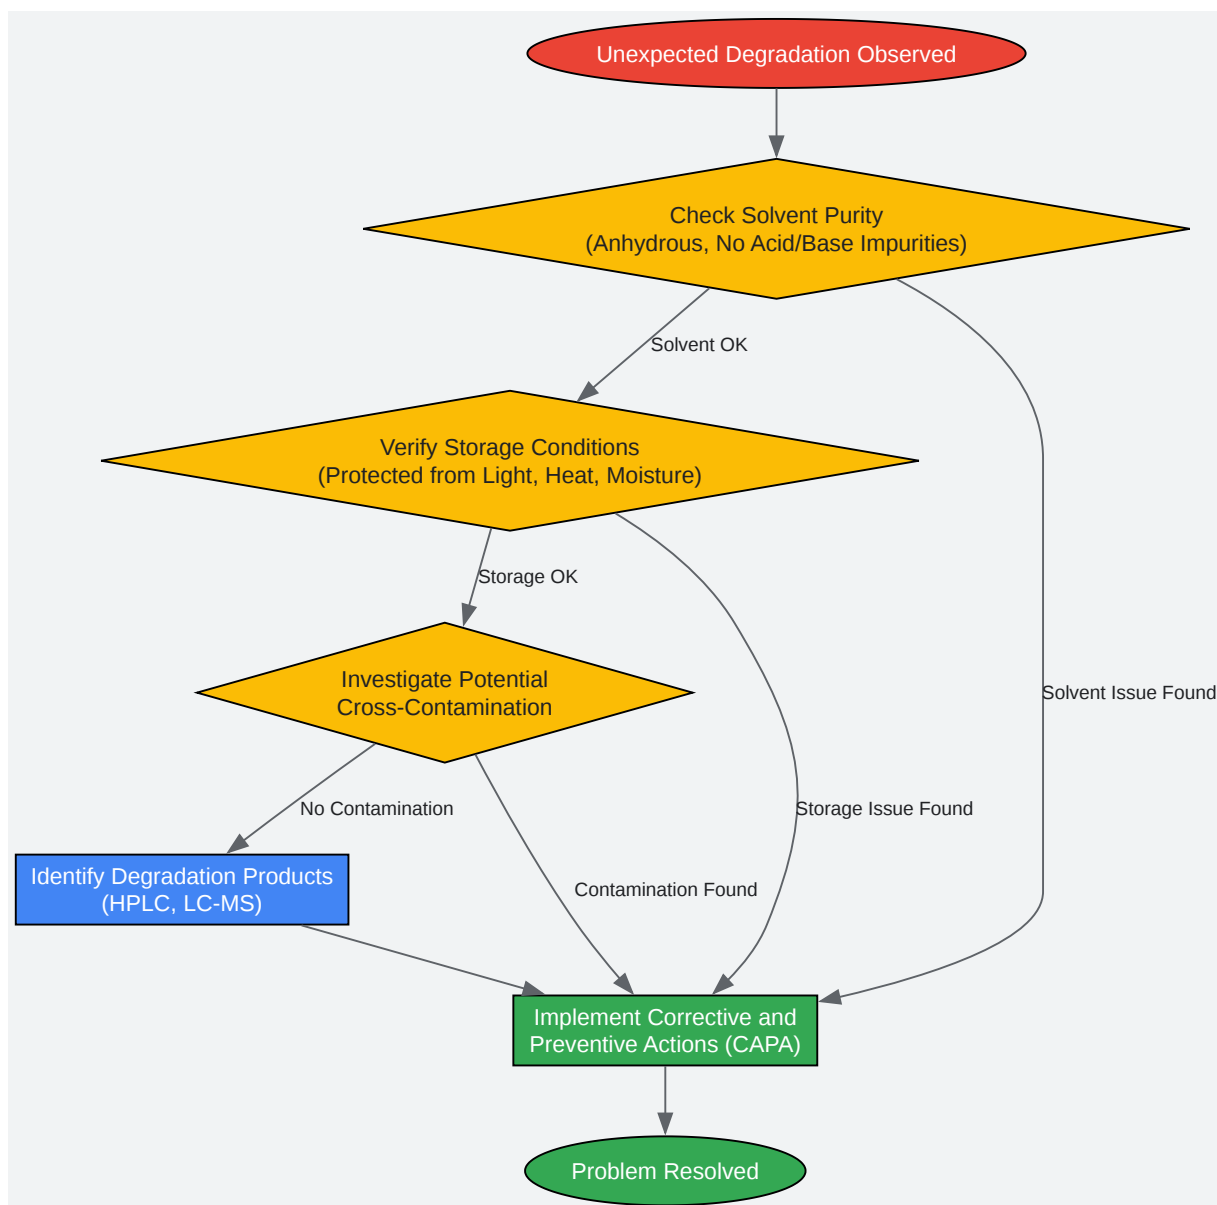 Unexpected Degradation Observed
Check Solvent Purity
(Anhydrous, No Acid/Base Impurities)
Solvent OK
Verify Storage Conditions
(Protected from Light, Heat, Moisture)
Storage OK
Investigate Potential
Cross-Contamination
Solvent Issue Found
No Contamination
Storage Issue Found
Identify Degradation Products
(HPLC, LC-MS)
Contamination Found
Implement Corrective and
Preventive Actions (CAPA)
Problem Resolved